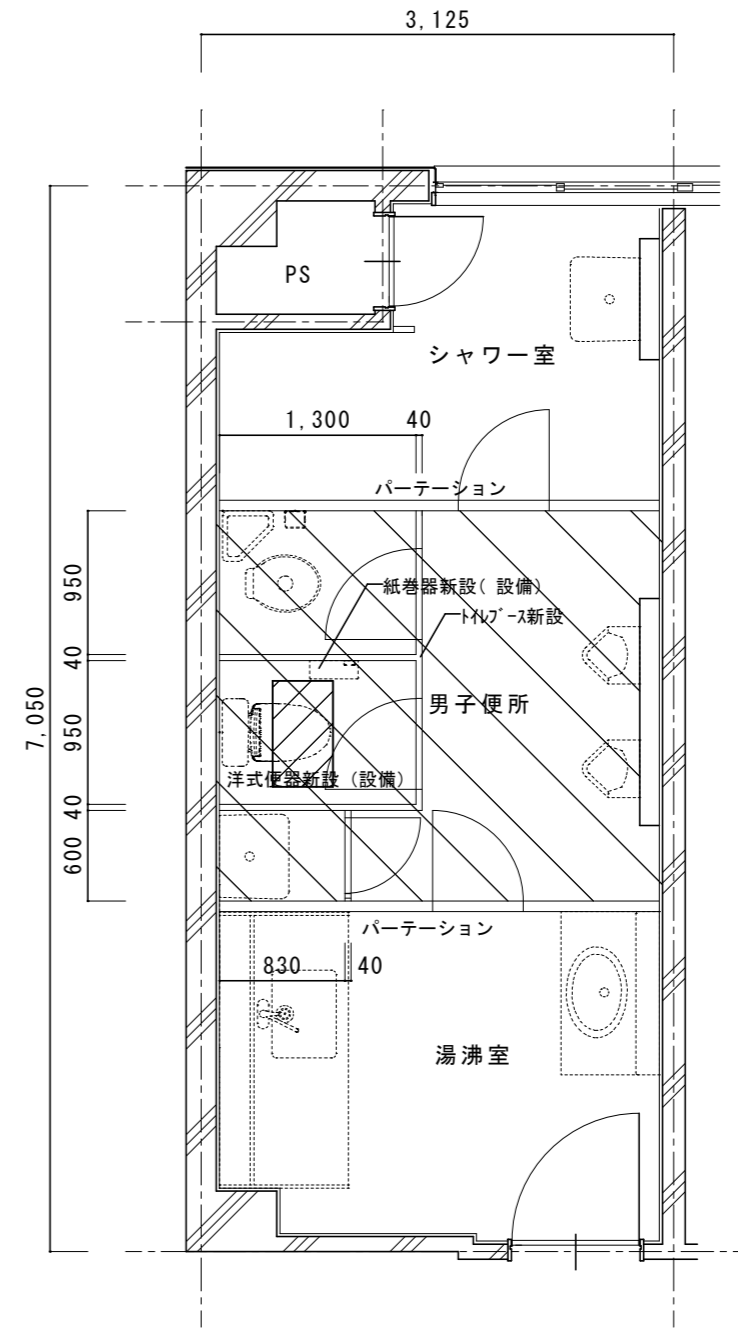 3,125
PS
シャワー室
1,300
40
パーテーション
950
紙巻器新設(設備)
トイレブース新設
40
7,050
950
男子便所
洋式便器新設(設備)
40
600
パーテーション
830
40
湯沸室